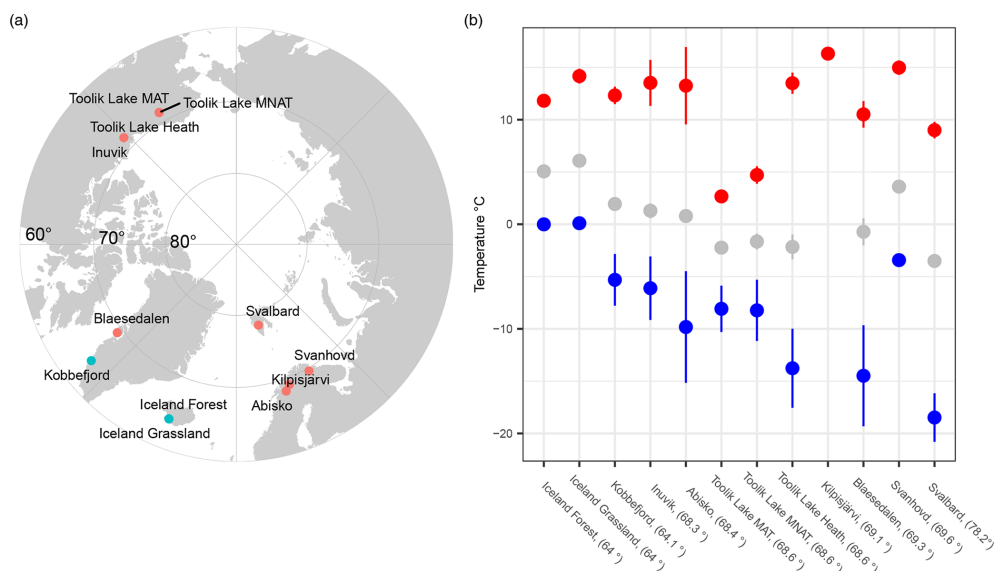 (a)
Toolik Lake MAT
Toolik Lake MNAT
Toolik Lake Heath
Inuvik
60°
70°
80°
Blaesedalen
Svalbard
Svanhovd
Kobbefjord
Kilpisjärvi
Iceland Forest
Abisko
Iceland Grassland
(b)
Temperature °C
10
0
−10
−20
Iceland Forest, (64 °)
Iceland Grassland, (64 °)
Kobbefjord, (64.1 °)
Inuvik, (68.3 °)
Abisko, (68.4 °)
Toolik Lake MAT, (68.6 °)
Toolik Lake MNAT, (68.6 °)
Toolik Lake Heath, (68.6 °)
Kilpisjärvi, (69.1 °)
Blaesedalen, (69.3 °)
Svanhovd, (69.6 °)
Svalbard, (78.2°)